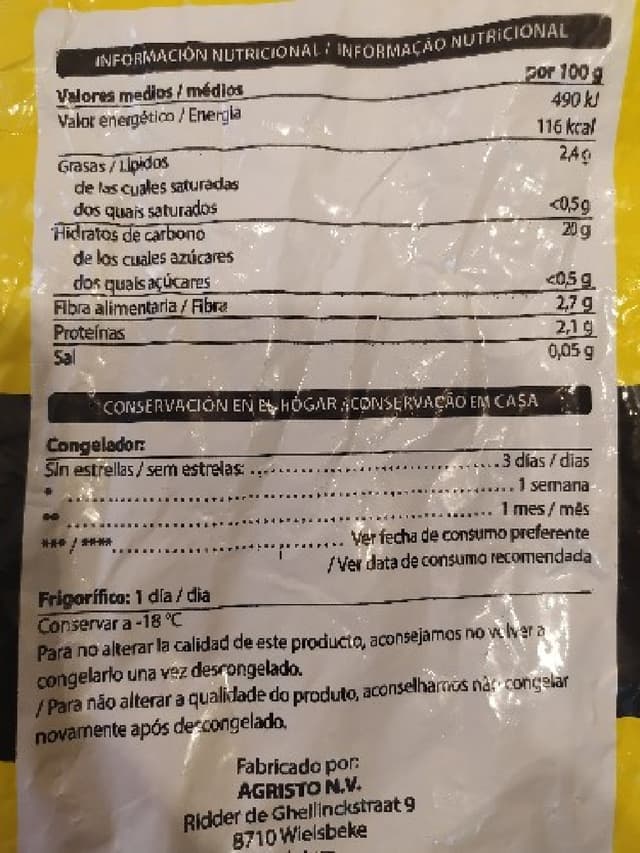 INFORMACIÓN NUTRICIONAL / INFORMAÇÃO NUTRICIONAL
Valores medios / médios por 100 g
Valor energético / Energia 490 kJ
116 kcal
Grasas / Lípidos 2,4 g
de las cuales saturadas
dos quais saturados <0,5 g
Hidratos de carbono 20 g
de los cuales azúcares
dos quais açúcares <0,5 g
Fibra alimentaria / Fibra 2,7 g
Proteínas 2,1 g
Sal 0,05 g
CONSERVACIÓN EN EL HOGAR / CONSERVAÇÃO EM CASA
Congelador:
Sin estrellas / sem estrelas: ........ 3 días / dias
* ........ 1 semana
** ........ 1 mes / mês
*** / **** ........ Ver fecha de consumo preferente
/ Ver data de consumo recomendada
Frigorífico: 1 día / dia
Conservar a -18 °C
Para no alterar la calidad de este producto, aconsejamos no volver a
congelarlo una vez descongelado.
/ Para não alterar a qualidade do produto, aconselhamos não congelar
novamente após descongelado.
Fabricado por:
AGRISTO N.V.
Ridder de Ghellinckstraat 9
8710 Wielsbeke